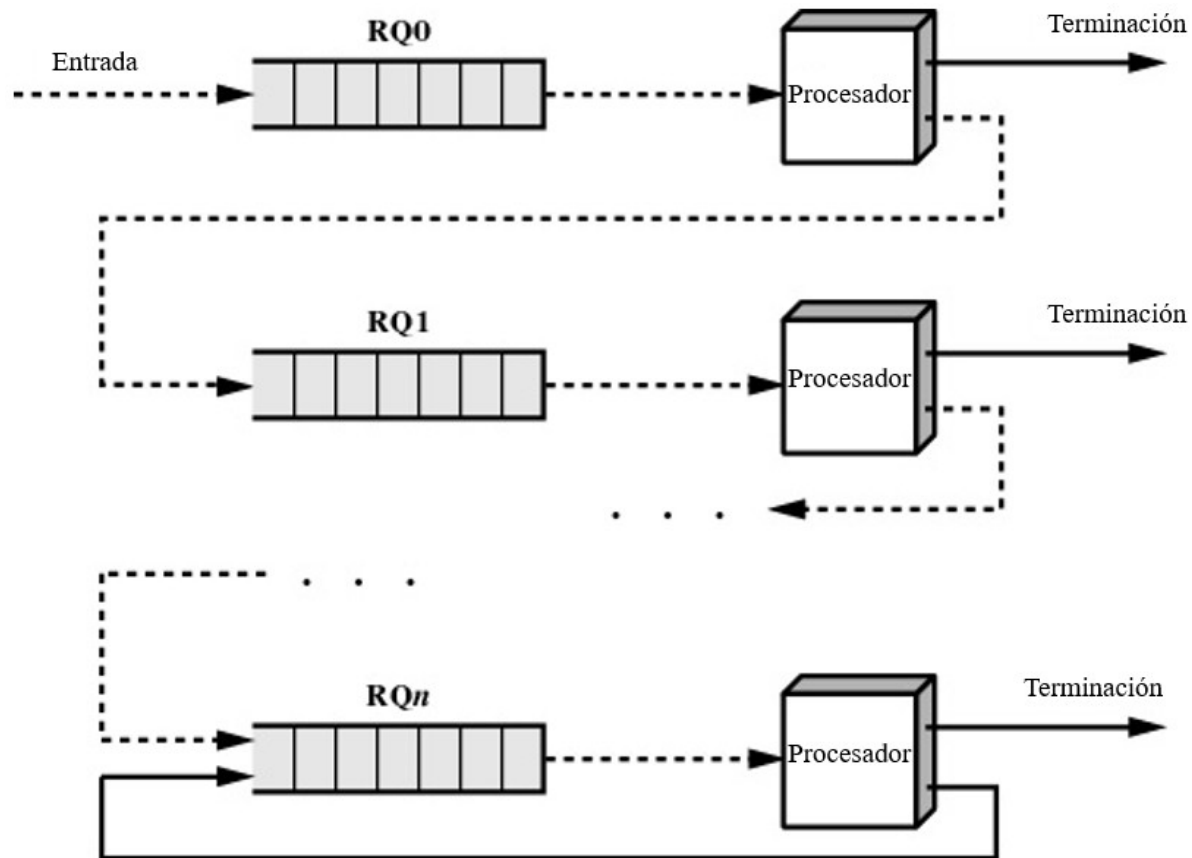 RQ0
Terminación
Entrada
Procesador
RQ1
Terminación
Procesador
. . .
. . .
RQn
Terminación
Procesador